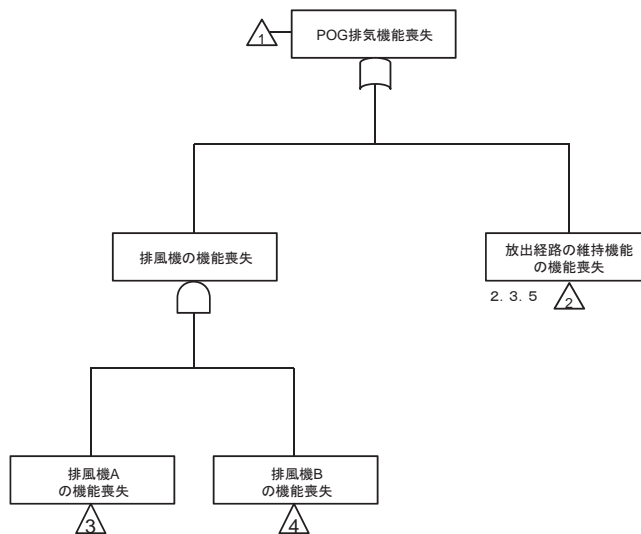 1
POG排気機能喪失
排風機の機能喪失
放出経路の維持機能
の機能喪失
2. 3. 5
2
排風機A
の機能喪失
排風機B
の機能喪失
3
4